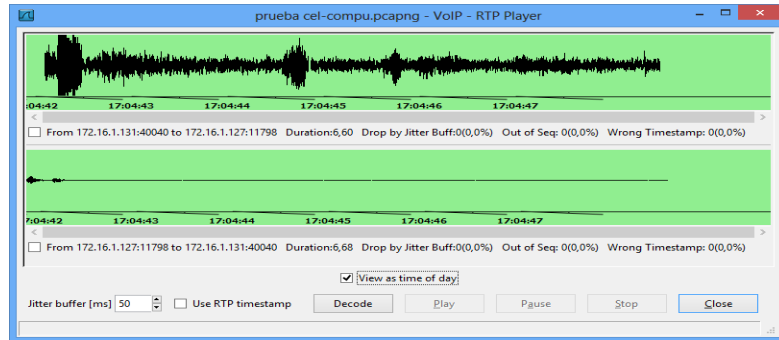 prueba cel-compu.pcapng - VoIP - RTP Player
:04:42 17:04:43 17:04:44 17:04:45 17:04:46 17:04:47
From 172.16.1.131:40040 to 172.16.1.127:11798 Duration:6,60 Drop by Jitter Buff:0(0,0%) Out of Seq: 0(0,0%) Wrong Timestamp: 0(0,0%)
7:04:42 17:04:43 17:04:44 17:04:45 17:04:46 17:04:47
From 172.16.1.127:11798 to 172.16.1.131:40040 Duration:6,68 Drop by Jitter Buff:0(0,0%) Out of Seq: 0(0,0%) Wrong Timestamp: 0(0,0%)
View as time of day
Jitter buffer [ms] 50 Use RTP timestamp Decode Play Pause Stop Close